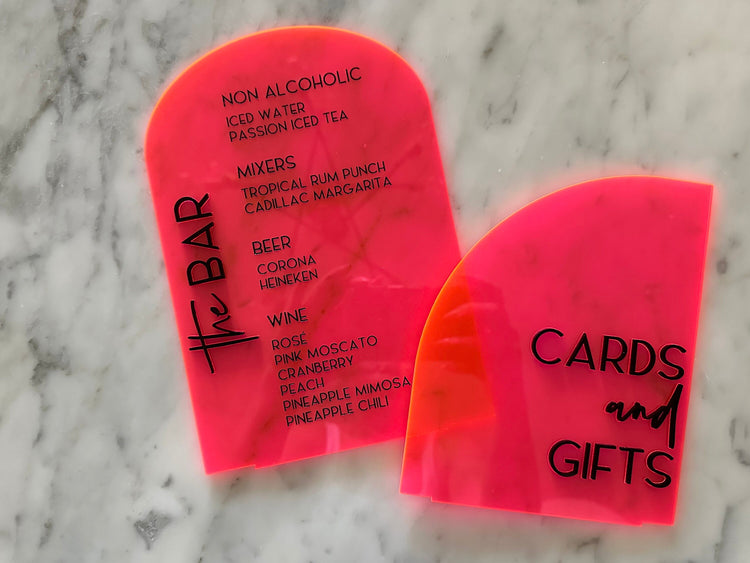 the BAR
NON ALCOHOLIC
ICED WATER
PASSION ICED TEA
MIXERS
TROPICAL RUM PUNCH
CADILLAC MARGARITA
BEER
CORONA
HEINEKEN
WINE
ROSÉ
PINK MOSCATO
CRANBERRY
PEACH
PINEAPPLE MIMOSA
PINEAPPLE CHILI
CARDS
and
GIFTS